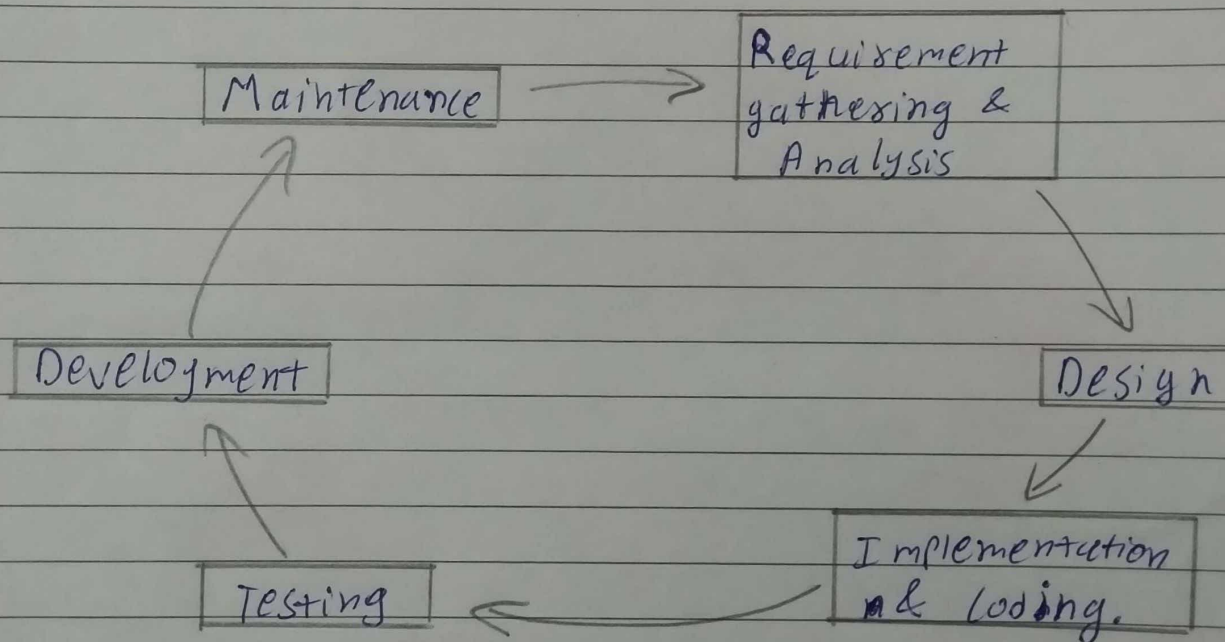 Maintenance
Requirement
gathering &
Analysis
Development
Design
Implementation
& Coding.
Testing